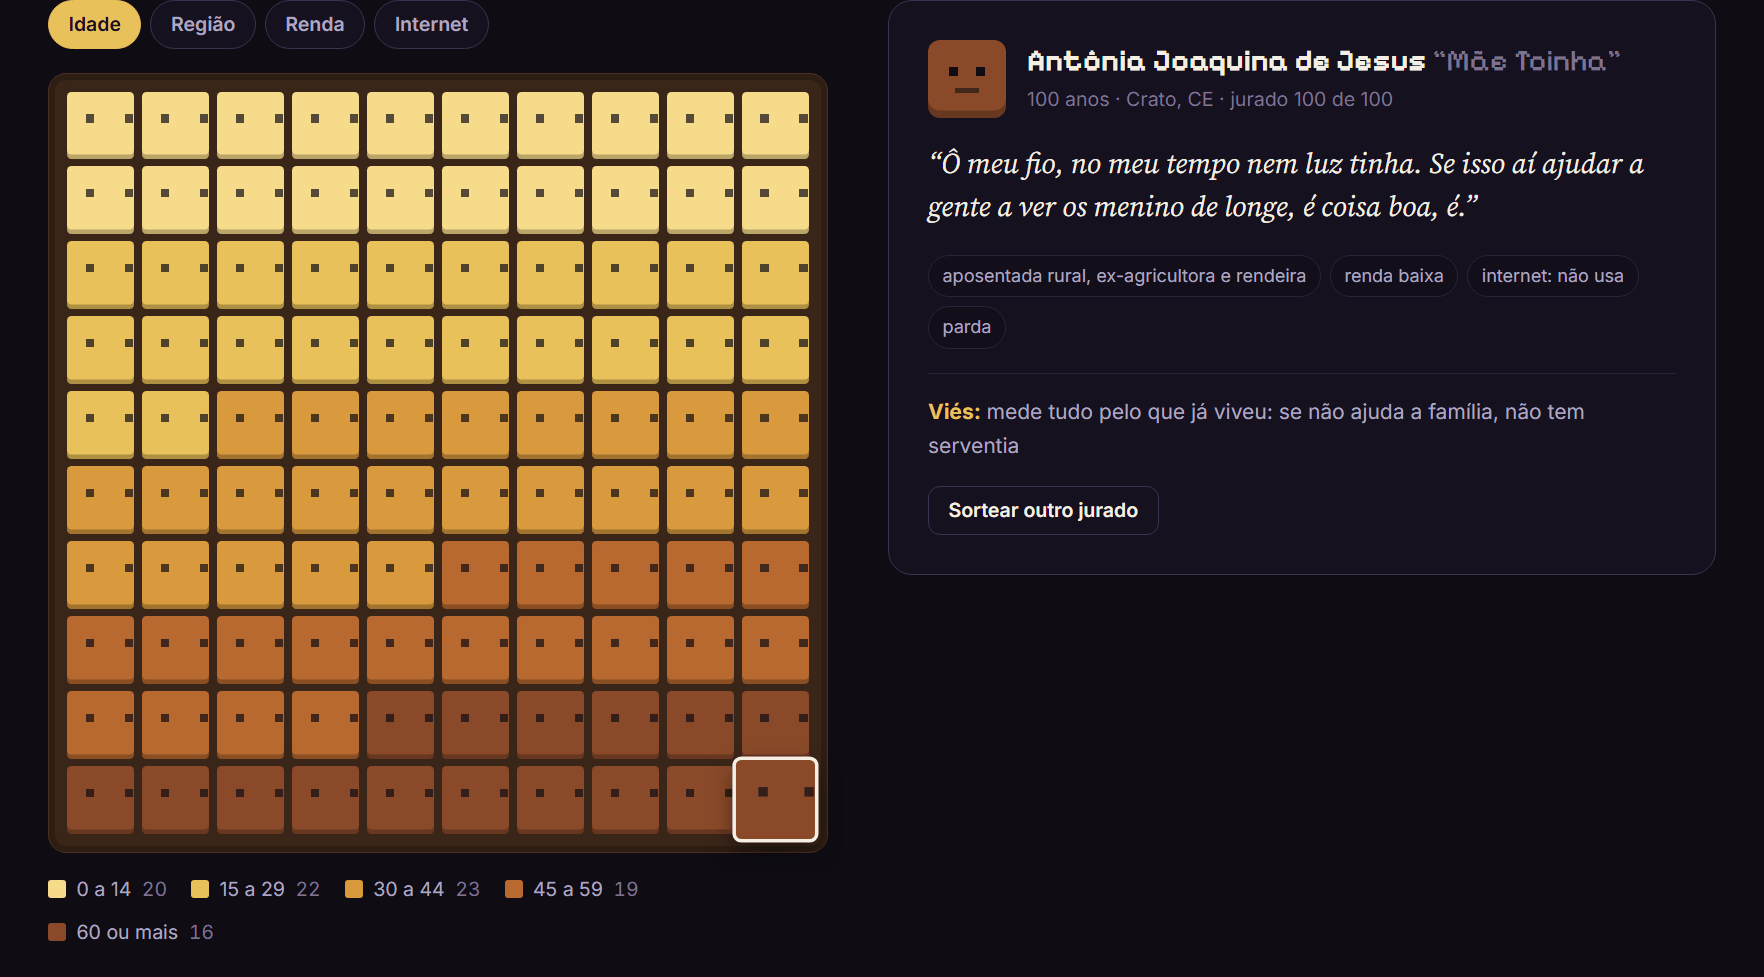 Idade Região Renda Internet
Antônia Joaquina de Jesus “Mãe Toinha”
100 anos · Crato, CE · jurado 100 de 100
“Ô meu fio, no meu tempo nem luz tinha. Se isso aí ajudar a
gente a ver os menino de longe, é coisa boa, é.”
aposentada rural, ex-agricultora e rendeira renda baixa internet: não usa
parda
Viés: mede tudo pelo que já viveu: se não ajuda a família, não tem
serventia
Sortear outro jurado
0 a 14 20 15 a 29 22 30 a 44 23 45 a 59 19
60 ou mais 16